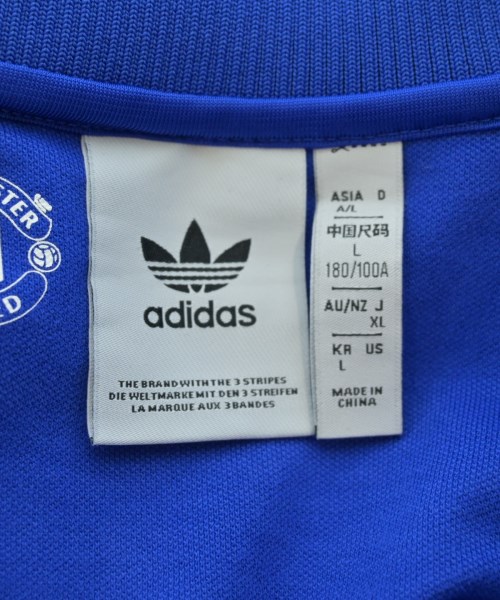 STER
D
adidas
THE BRAND WITH THE 3 STRIPES
DIE WELTMARKE MIT DEN 3 STREIFEN
LA MARQUE AUX 3 BANDES
ASIA D
A/L
中国尺码
L
180/100A
AU/NZ J
XL
KR US
L
MADE IN
CHINA